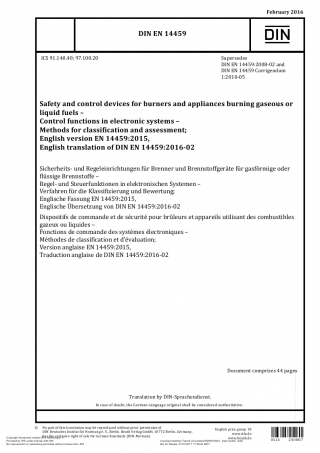 February 2016
DIN EN 14459
DIN
ICS 91.140.40; 97.100.20
Supersedes
DIN EN 14459:2008-02 and
DIN EN 14459 Corrigendum
1:2010-05
Safety and control devices for burners and appliances burning gaseous or
liquid fuels –
Control functions in electronic systems –
Methods for classification and assessment;
English version EN 14459:2015,
English translation of DIN EN 14459:2016-02
Sicherheits- und Regeleinrichtungen für Brenner und Brennstoffgeräte für gasförmige oder
flüssige Brennstoffe –
Regel- und Steuerfunktionen in elektronischen Systemen –
Verfahren für die Klassifizierung und Bewertung;
Englische Fassung EN 14459:2015,
Englische Übersetzung von DIN EN 14459:2016-02
Dispositifs de commande et de sécurité pour brûleurs et appareils utilisant des combustibles
gazeux ou liquides –
Fonctions de commande des systèmes électroniques –
Méthodes de classification et d'évaluation;
Version anglaise EN 14459:2015,
Traduction anglaise de DIN EN 14459:2016-02
Document comprises 44 pages
Translation by DIN-Sprachendienst.
In case of doubt, the German-language original shall be considered authoritative.
No part of this translation may be reproduced without prior permission of
DIN Deutsches Institut für Normung e. V., Berlin. Beuth Verlag GmbH, 10772 Berlin, Germany,
has the exclusive right of sale for German Standards (DIN-Normen).
English price group